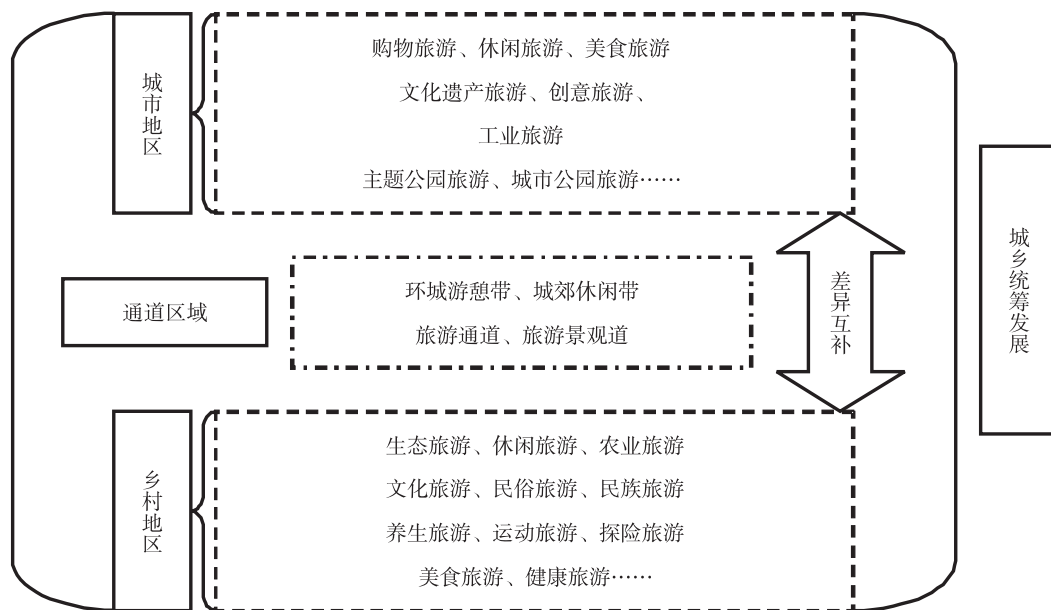 城市地区
购物旅游、休闲旅游、美食旅游
文化遗产旅游、创意旅游、
工业旅游
主题公园旅游、城市公园旅游……
通道区域
环城游憩带、城郊休闲带
旅游通道、旅游景观道
差异互补
城乡统筹发展
乡村地区
生态旅游、休闲旅游、农业旅游
文化旅游、民俗旅游、民族旅游
养生旅游、运动旅游、探险旅游
美食旅游、健康旅游……